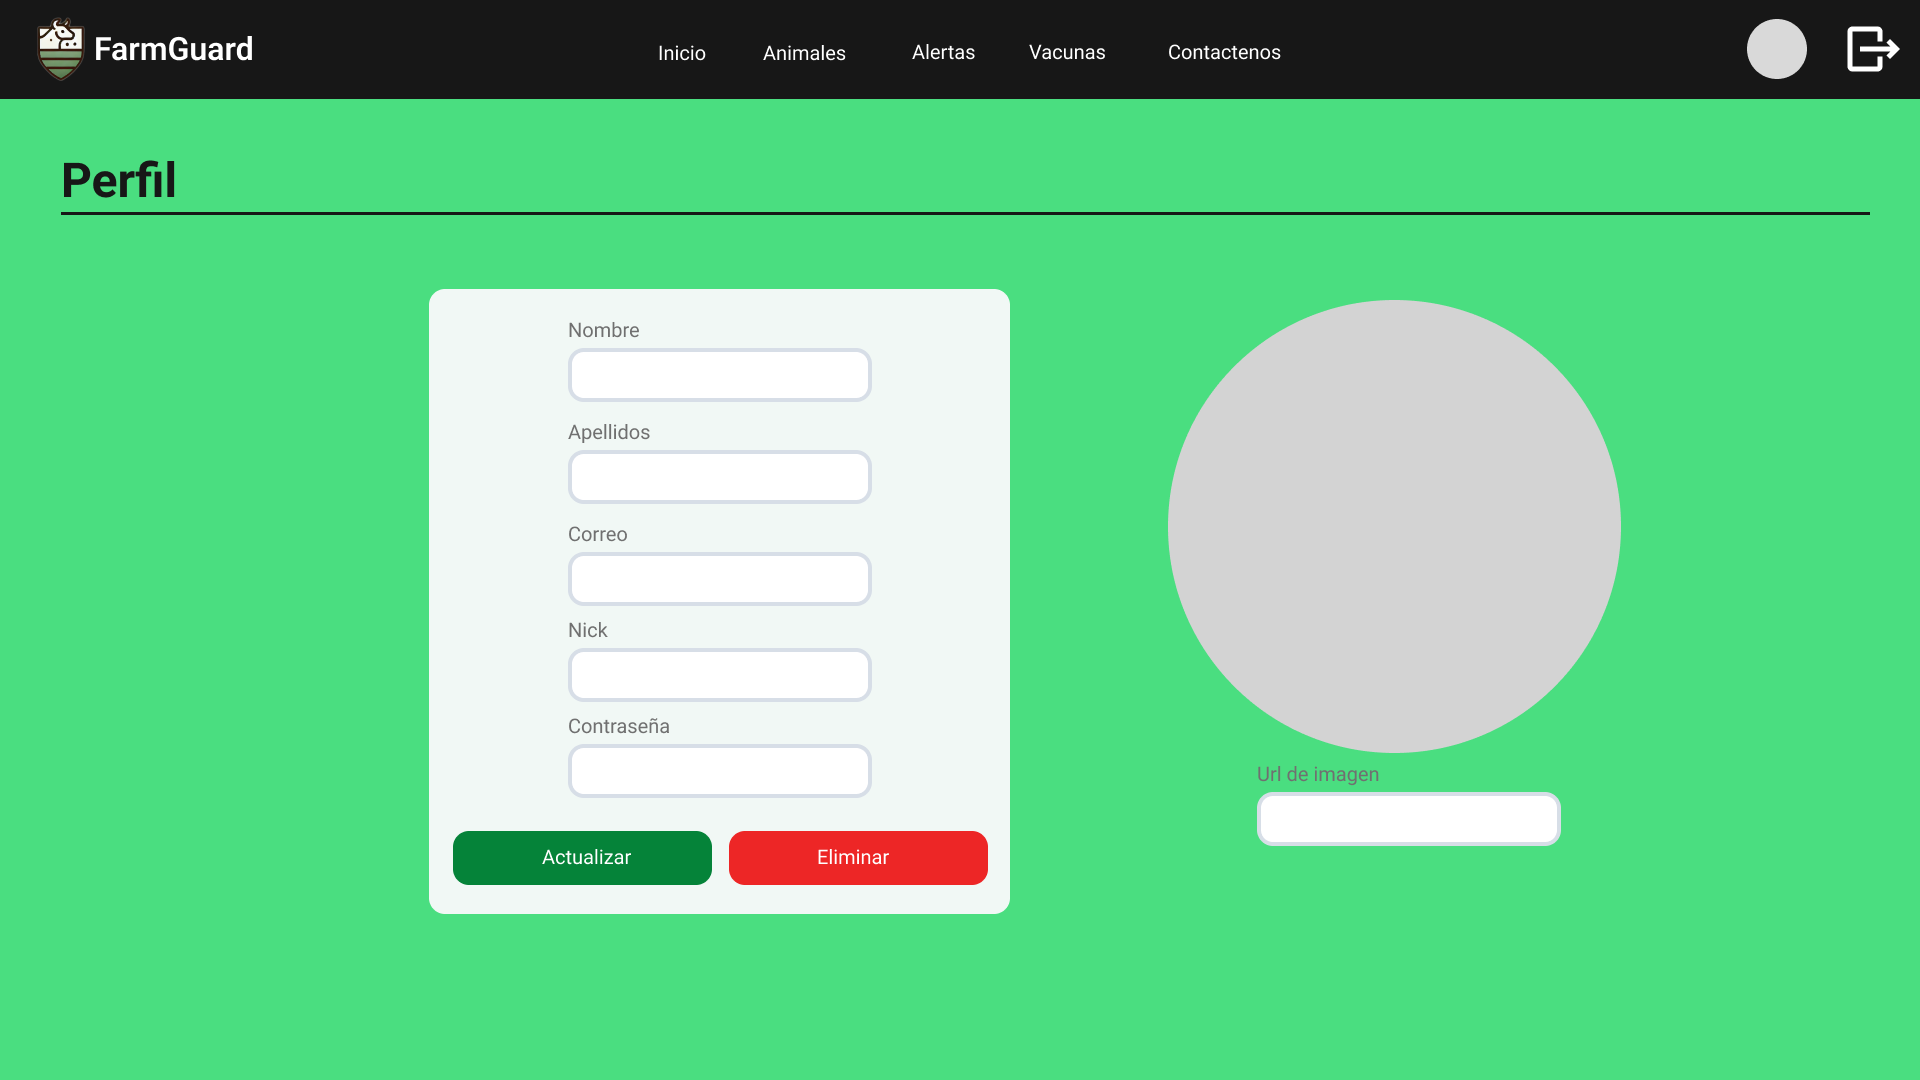 FarmGuard
Inicio
Animales
Alertas
Vacunas
Contactenos
Perfil
Nombre
Apellidos
Correo
Nick
Contraseña
Actualizar
Eliminar
Url de imagen